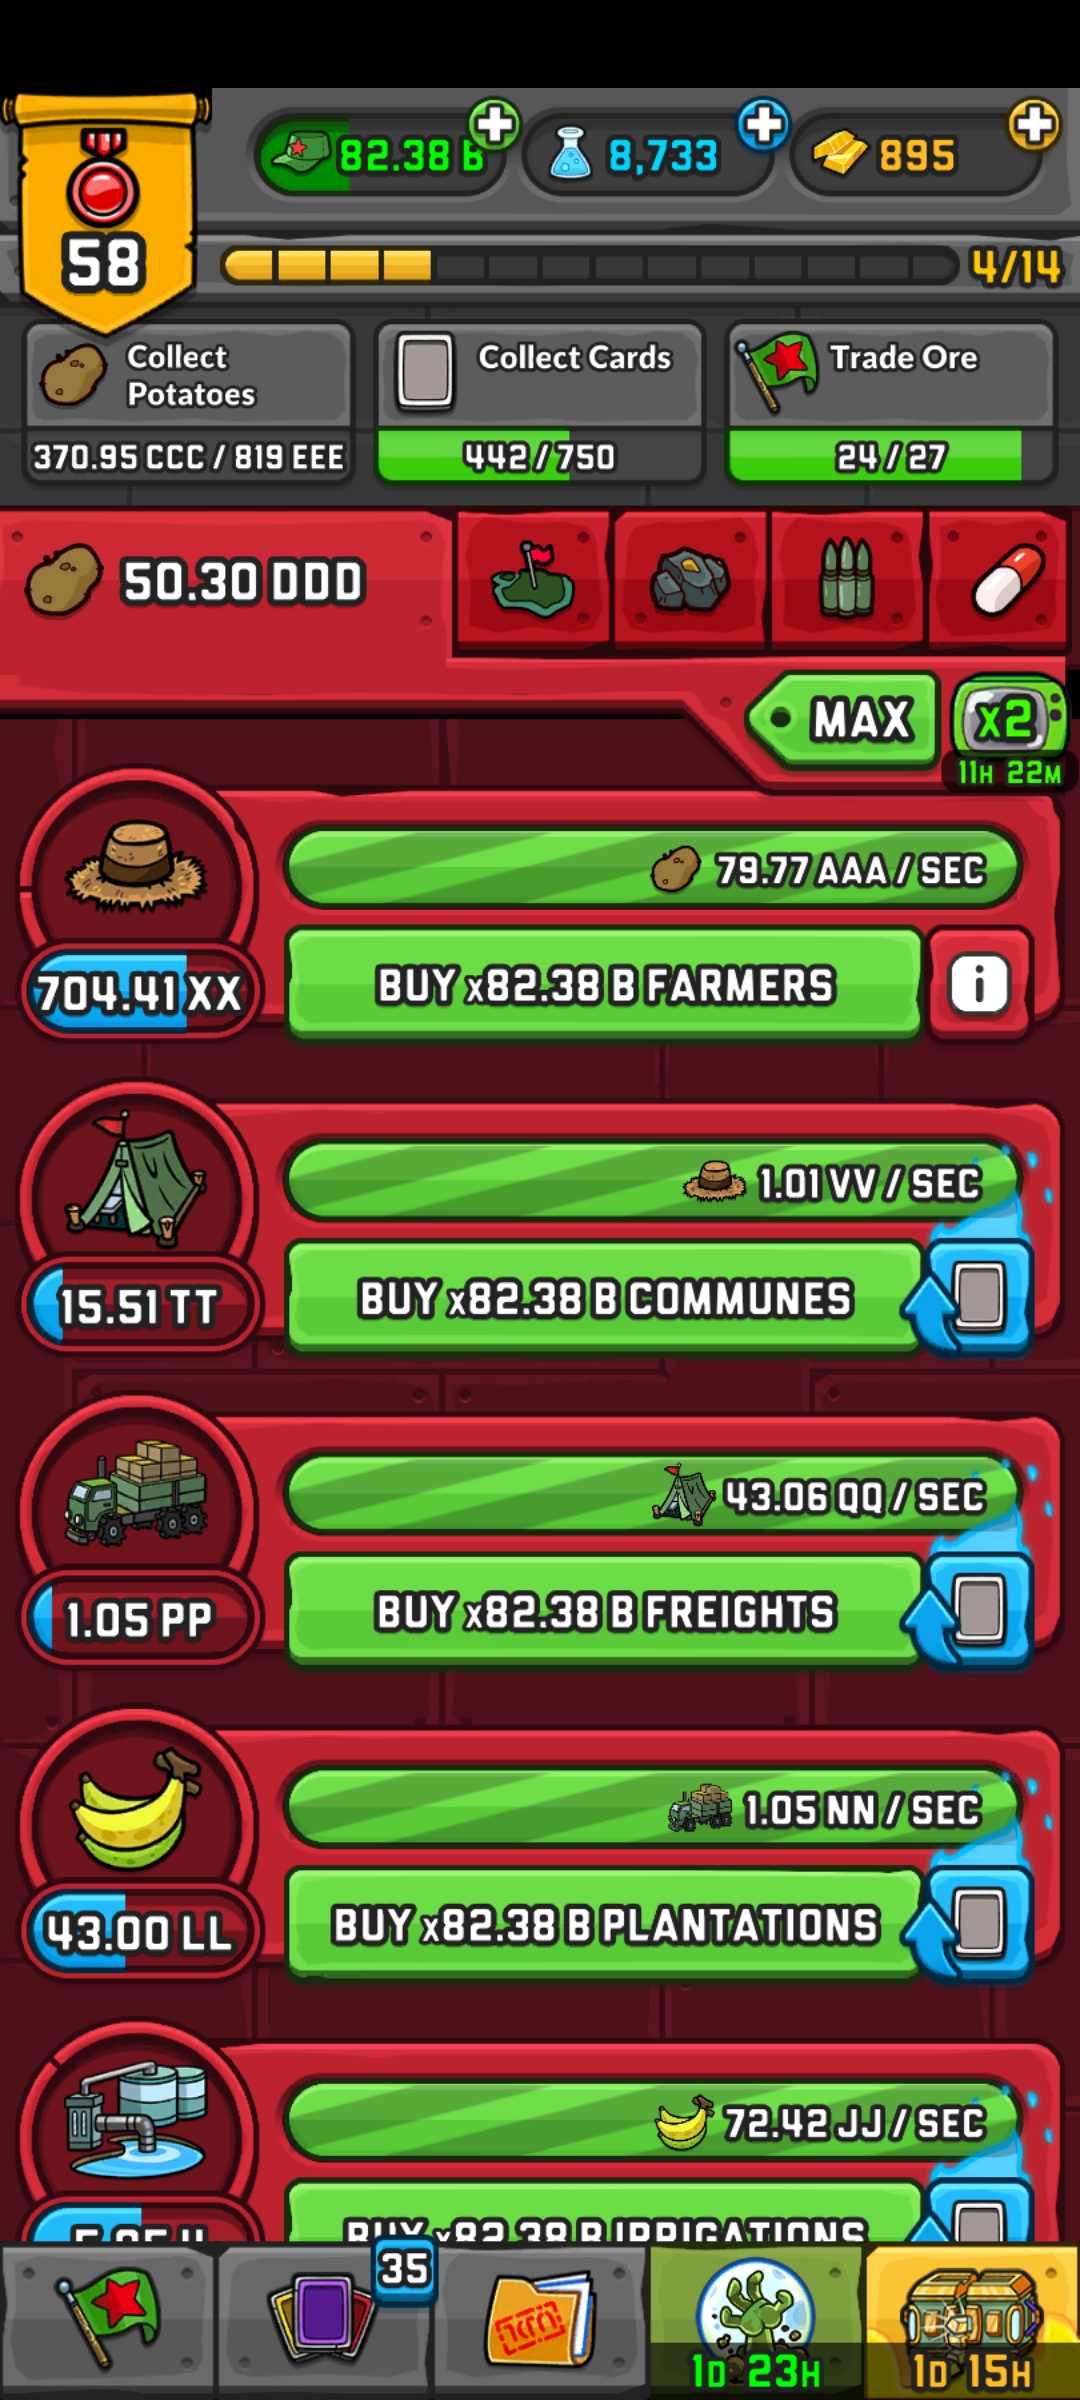 58
82.38 B
8,733
895
4/14
Collect
Potatoes
370.95 CCC / 819 EEE
Collect Cards
442/750
Trade Ore
24/27
50.30 DDD
MAX
x2
11H 22M
79.77 AAA / SEC
704.41 XX
BUY x82.38 B FARMERS
i
1.01 VV / SEC
15.51 TT
BUY x82.38 B COMMUNES
43.06 QQ / SEC
1.05 PP
BUY x82.38 B FREIGHTS
1.05 NN / SEC
43.00 LL
BUY x82.38 B PLANTATIONS
72.42 JJ / SEC
BUY x82.38 B IRRIGATIONS
35
1D 23H
1D 15H